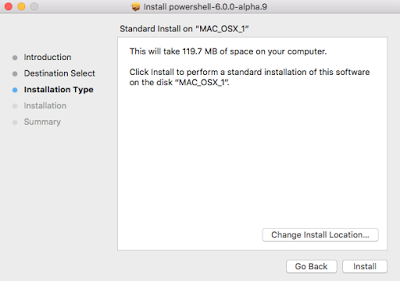 Install powershell-6.0.0-alpha.9
Standard Install on “MAC_OSX_1”
Introduction
Destination Select
Installation Type
Installation
Summary
This will take 119.7 MB of space on your computer.
Click Install to perform a standard installation of this software
on the disk “MAC_OSX_1”.
Change Install Location...
Go Back
Install